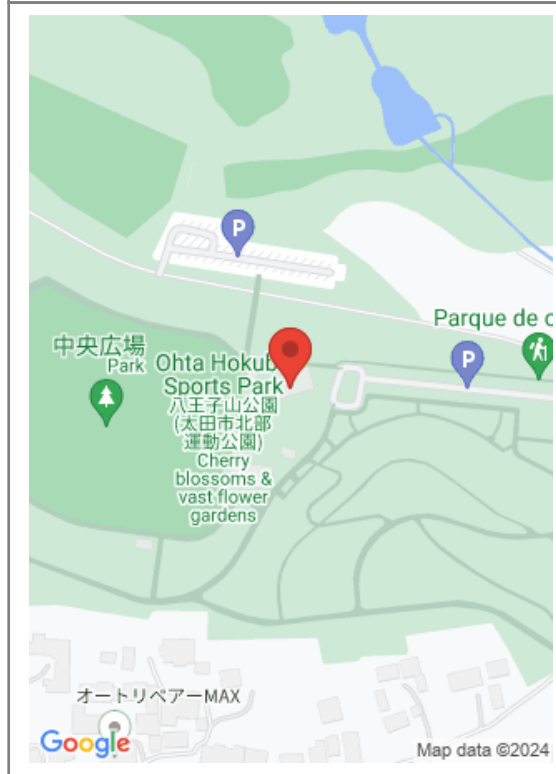 P
Parque de c
P
中央広場
Park
Ohta Hokub
Sports Park
八王子山公園
(太田市北部
運動公園)
Cherry
blossoms &
vast flower
gardens
オートリペアーMAX
Google
Map data ©2024